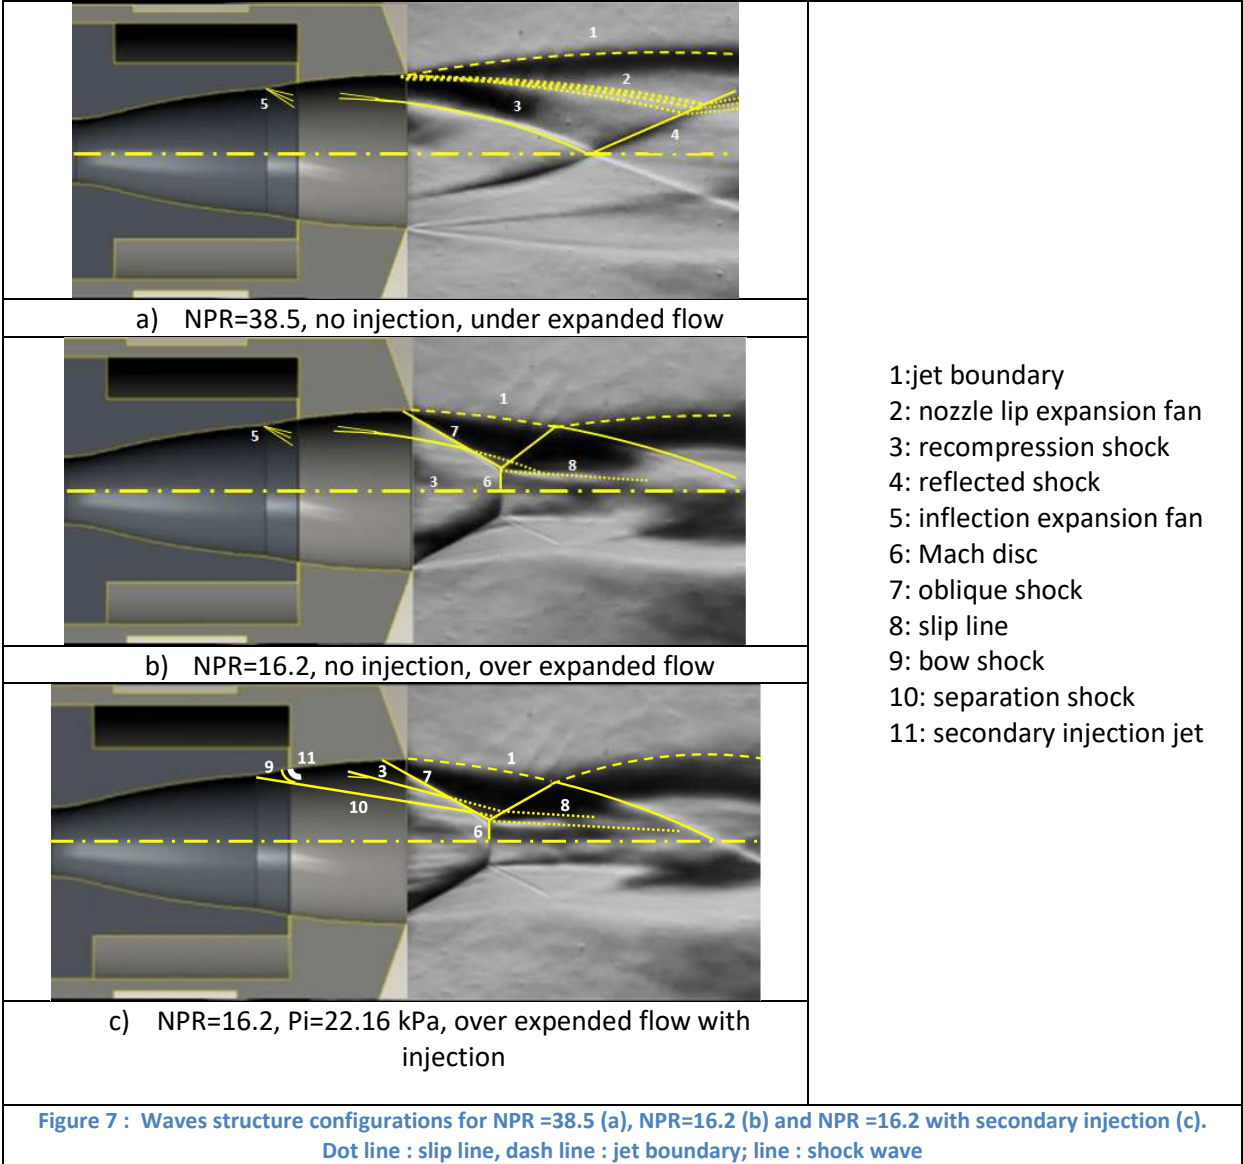 1
2
3
4
5
a) NPR=38.5, no injection, under expanded flow
1
5
7
8
3
6
b) NPR=16.2, no injection, over expanded flow
11
9
1
3
7
10
8
6
c) NPR=16.2, Pi=22.16 kPa, over expended flow with
injection
1:jet boundary
2: nozzle lip expansion fan
3: recompression shock
4: reflected shock
5: inflection expansion fan
6: Mach disc
7: oblique shock
8: slip line
9: bow shock
10: separation shock
11: secondary injection jet
Figure 7 : Waves structure configurations for NPR =38.5 (a), NPR=16.2 (b) and NPR =16.2 with secondary injection (c).
Dot line : slip line, dash line : jet boundary; line : shock wave